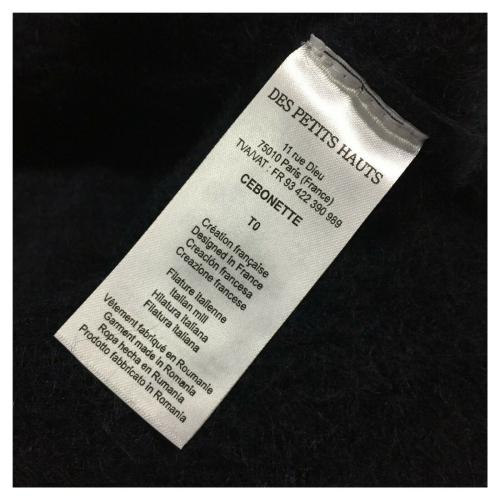 DES PETITS HAUTS
11 rue Dieu
75010 Paris (France)
TVA/VAT : FR 93 422 390 989
CEBONETTE
T0
Création française
Designed in France
Creación francesa
Creazione francese
Filature italienne
Italian mill
Hilatura italiana
Filatura italiana
Vêtement fabriqué en Roumanie
Garment made in Romania
Ropa hecha en Rumania
Prodotto fabbricato in Romania